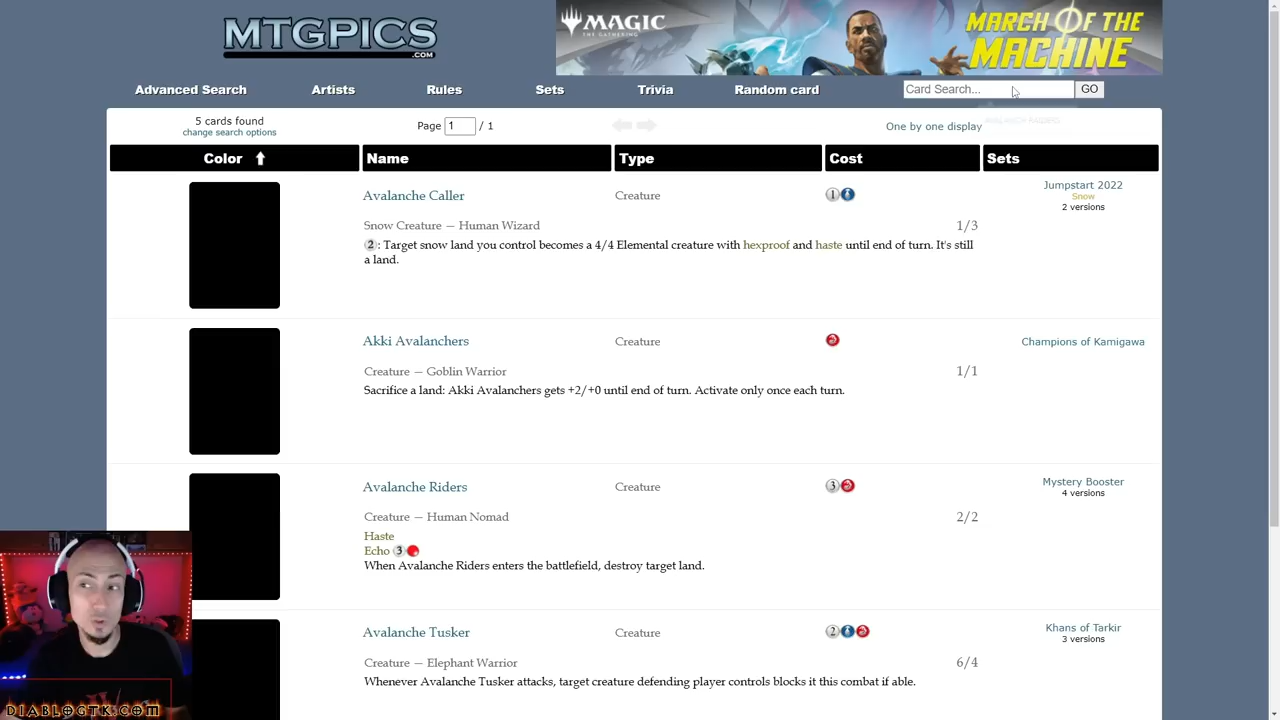 MTGPICS
.COM
MAGIC
THE GATHERING
MARCH OF THE
MACHINE
Advanced Search
Artists
Rules
Sets
Trivia
Random card
Card Search...
GO
5 cards found
change search options
Page 1 / 1
One by one display
Color
Name
Type
Cost
Sets
Avalanche Caller
Creature
1
Jumpstart 2022
Snow
2 versions
Snow Creature — Human Wizard
1/3
2: Target snow land you control becomes a 4/4 Elemental creature with hexproof and haste until end of turn. It's still
a land.
Akki Avalanchers
Creature
Champions of Kamigawa
Creature — Goblin Warrior
1/1
Sacrifice a land: Akki Avalanchers gets +2/+0 until end of turn. Activate only once each turn.
Avalanche Riders
Creature
3
Mystery Booster
4 versions
Creature — Human Nomad
2/2
Haste
Echo 3
When Avalanche Riders enters the battlefield, destroy target land.
Avalanche Tusker
Creature
2
Khans of Tarkir
3 versions
Creature — Elephant Warrior
6/4
Whenever Avalanche Tusker attacks, target creature defending player controls blocks it this combat if able.
DIABLOGTK.COM